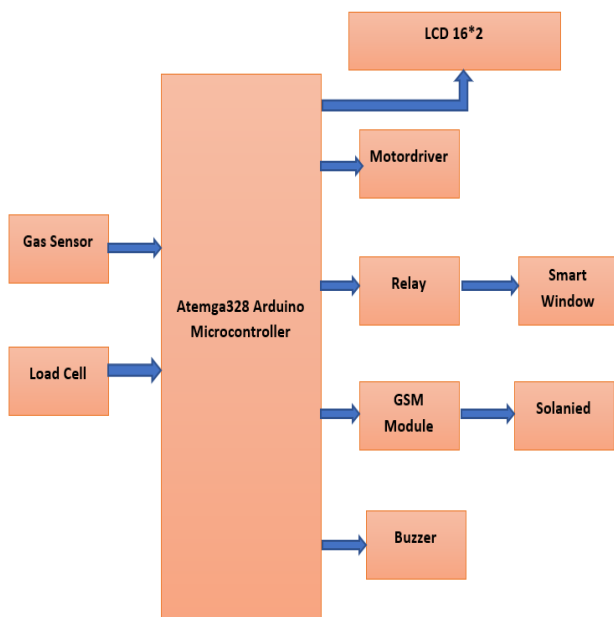 LCD 16*2
Motordriver
Gas Sensor
Atemga328 Arduino
Microcontroller
Relay
Smart
Window
Load Cell
GSM
Module
Solanied
Buzzer